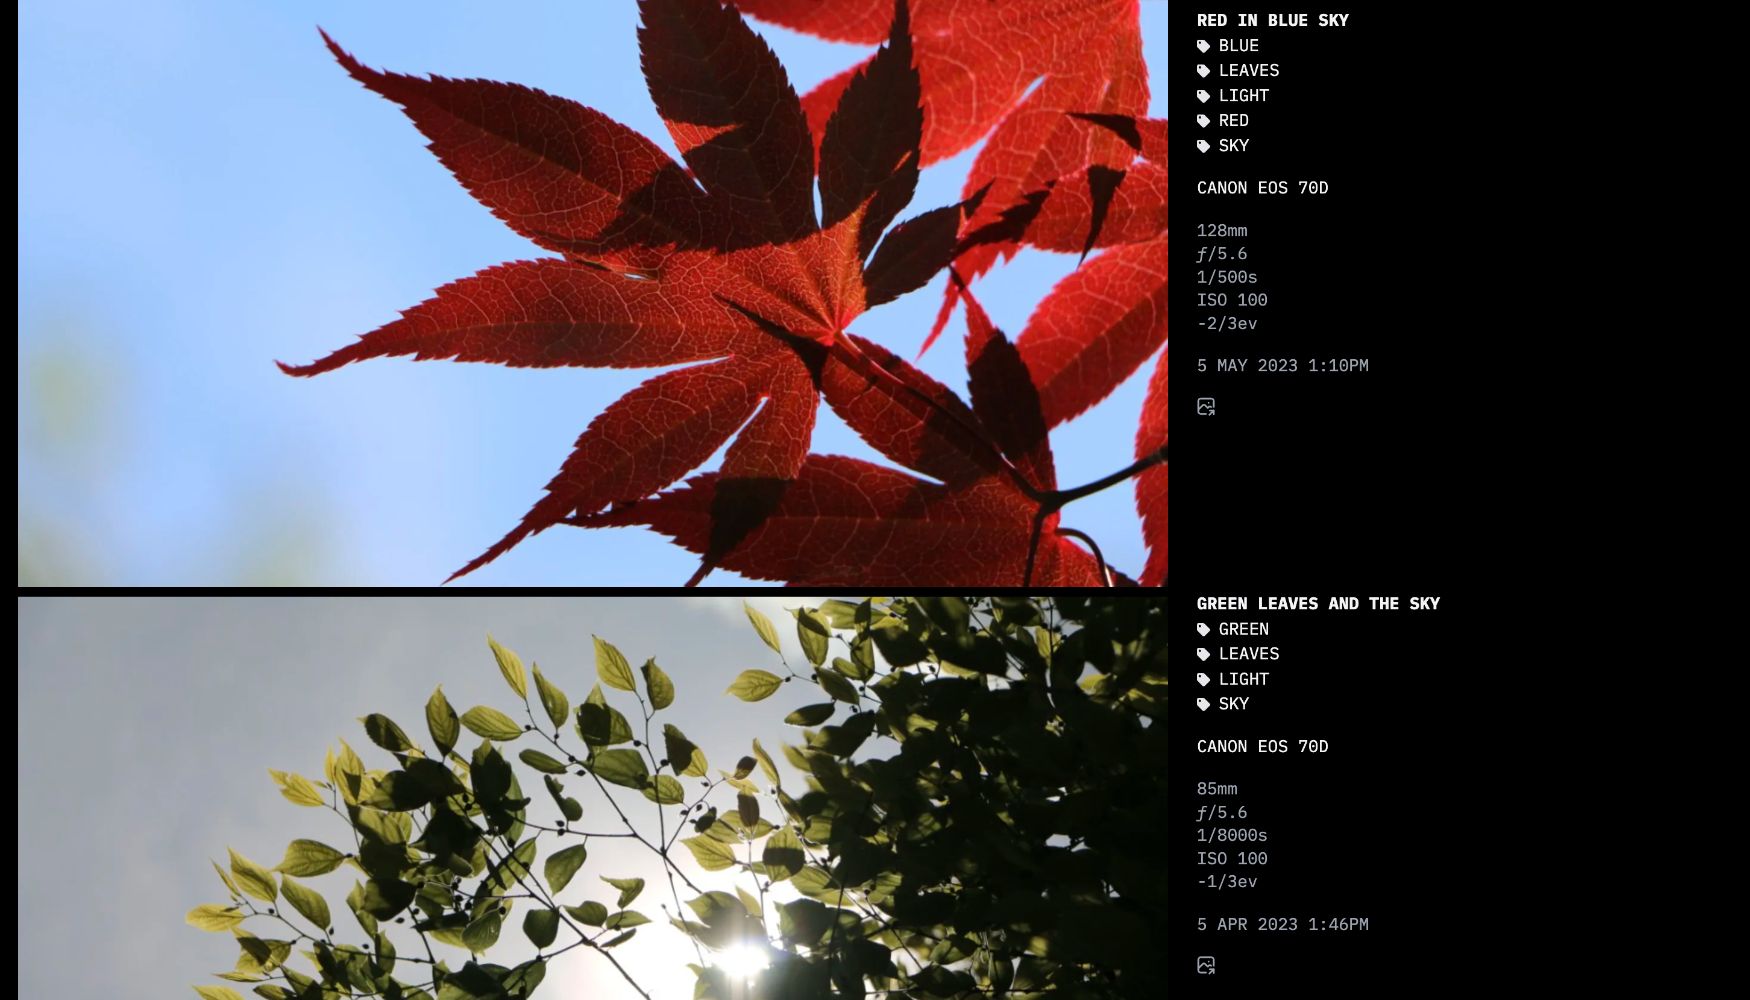 RED IN BLUE SKY
BLUE
LEAVES
LIGHT
RED
SKY
CANON EOS 70D
128mm
ƒ/5.6
1/500s
ISO 100
-2/3ev
5 MAY 2023 1:10PM
GREEN LEAVES AND THE SKY
GREEN
LEAVES
LIGHT
SKY
CANON EOS 70D
85mm
ƒ/5.6
1/8000s
ISO 100
-1/3ev
5 APR 2023 1:46PM